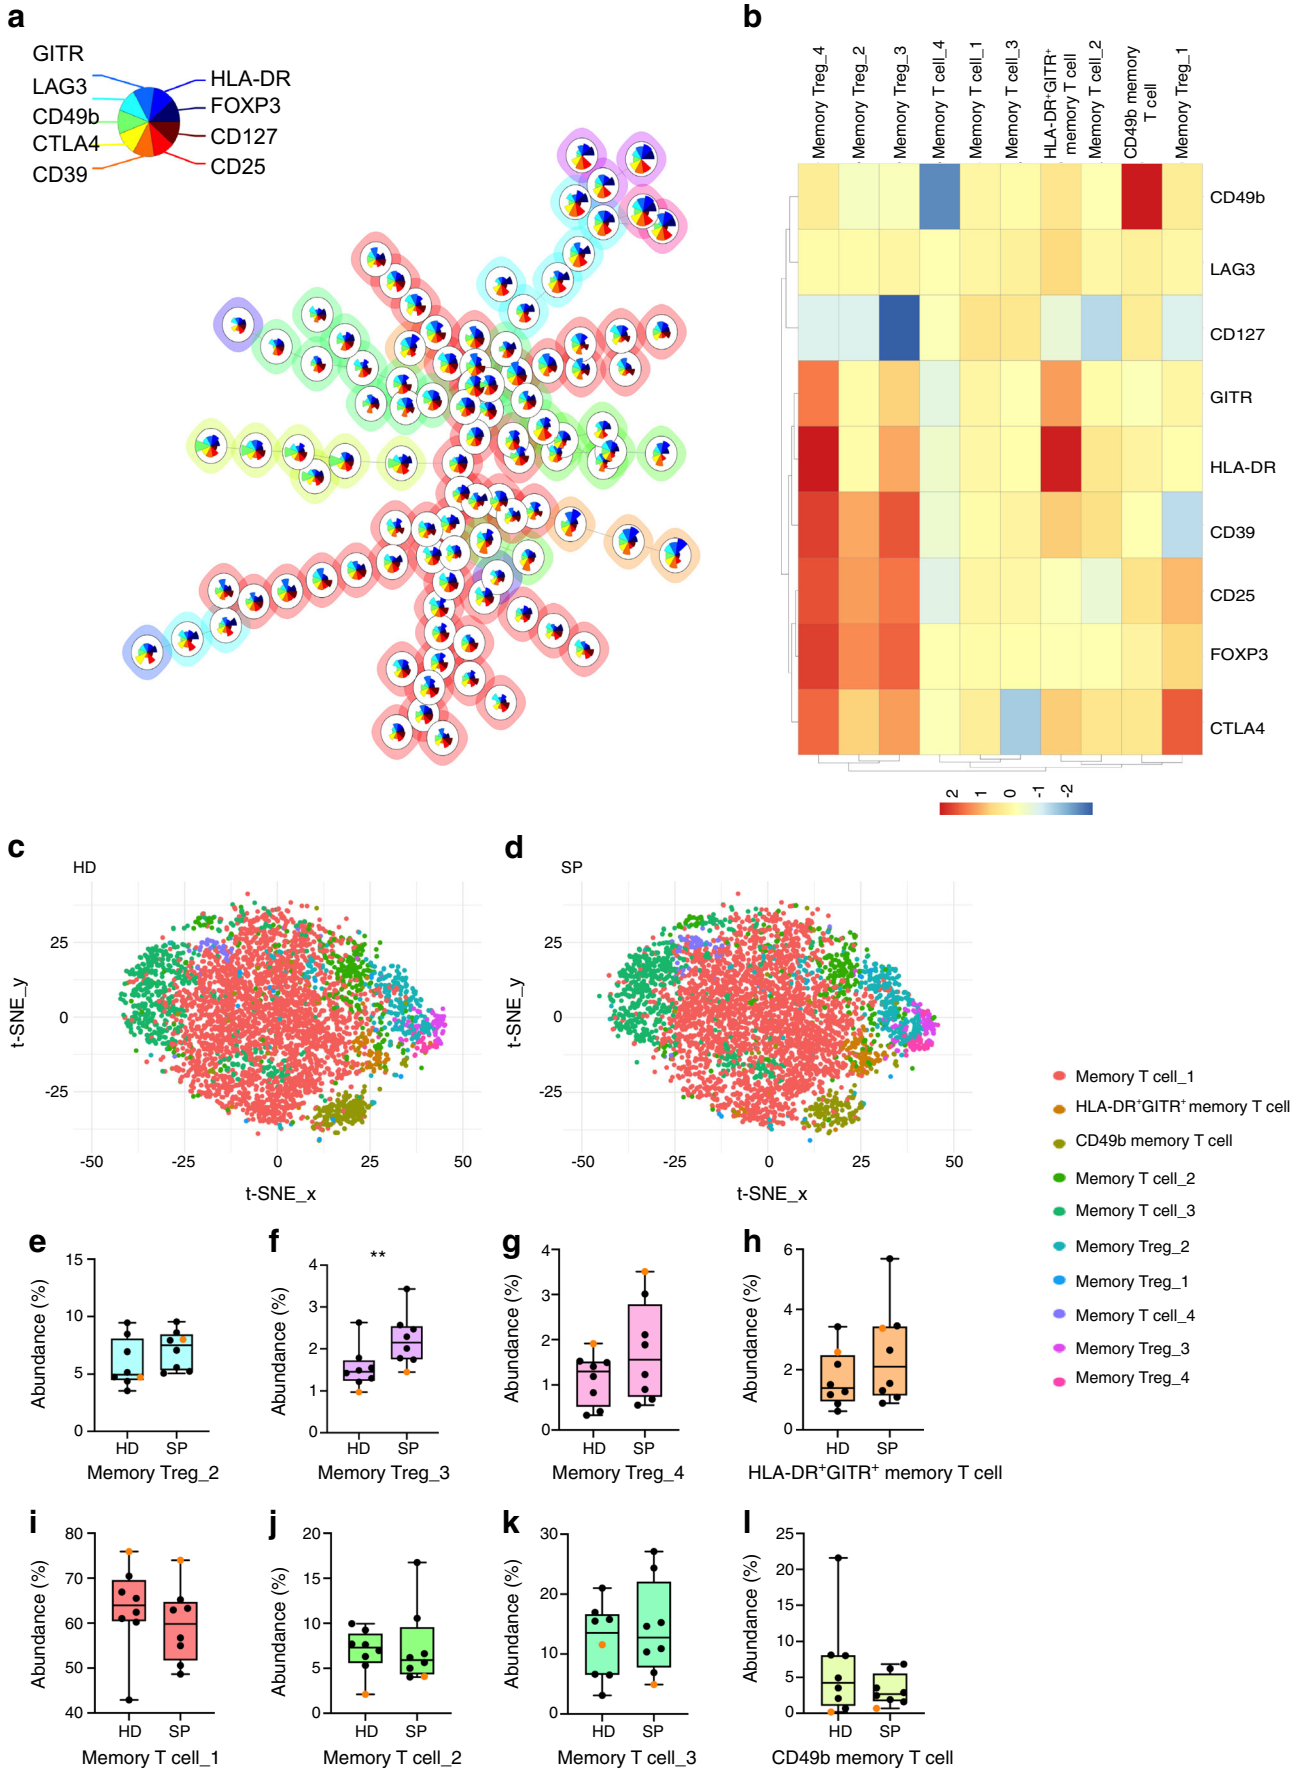 a
GITR
LAG3
CD49b
CTLA4
CD39
HLA-DR
FOXP3
CD127
CD25
b
Memory Treg_4
Memory Treg_2
Memory Treg_3
Memory T cell_4
Memory T cell_1
Memory T cell_3
HLA-DR+GITR+
memory T cell
Memory T cell_2
CD49b memory
T cell
Memory Treg_1
CD49b
LAG3
CD127
GITR
HLA-DR
CD39
CD25
FOXP3
CTLA4
2 1 0 -1 -2
c
HD
t-SNE_y
25
0
-25
-50 -25 0 25 50
t-SNE_x
d
SP
t-SNE_y
25
0
-25
-50 -25 0 25 50
t-SNE_x
Memory T cell_1
HLA-DR+GITR+ memory T cell
CD49b memory T cell
Memory T cell_2
Memory T cell_3
Memory Treg_2
Memory Treg_1
Memory T cell_4
Memory Treg_3
Memory Treg_4
e
Abundance (%)
15
10
5
0
HD SP
Memory Treg_2
f
**
Abundance (%)
4
3
2
1
0
HD SP
Memory Treg_3
g
Abundance (%)
4
3
2
1
0
HD SP
Memory Treg_4
h
Abundance (%)
6
4
2
0
HD SP
HLA-DR+GITR+ memory T cell
i
Abundance (%)
80
70
60
50
40
HD SP
Memory T cell_1
j
Abundance (%)
20
15
10
5
0
HD SP
Memory T cell_2
k
Abundance (%)
30
20
10
0
HD SP
Memory T cell_3
l
Abundance (%)
25
20
15
10
5
0
HD SP
CD49b memory T cell